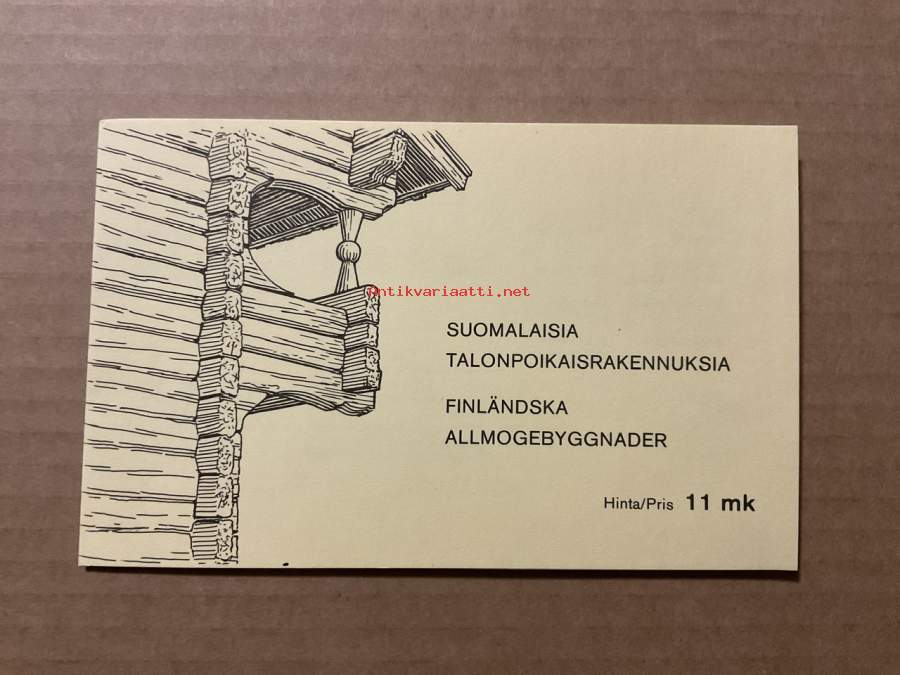 Antikvariaatti.net
SUOMALAISIA
TALONPOIKAISRAKENNUKSIA
FINLÄNDSKA
ALLMOGEBYGGNADER
Hinta/Pris 11 mk